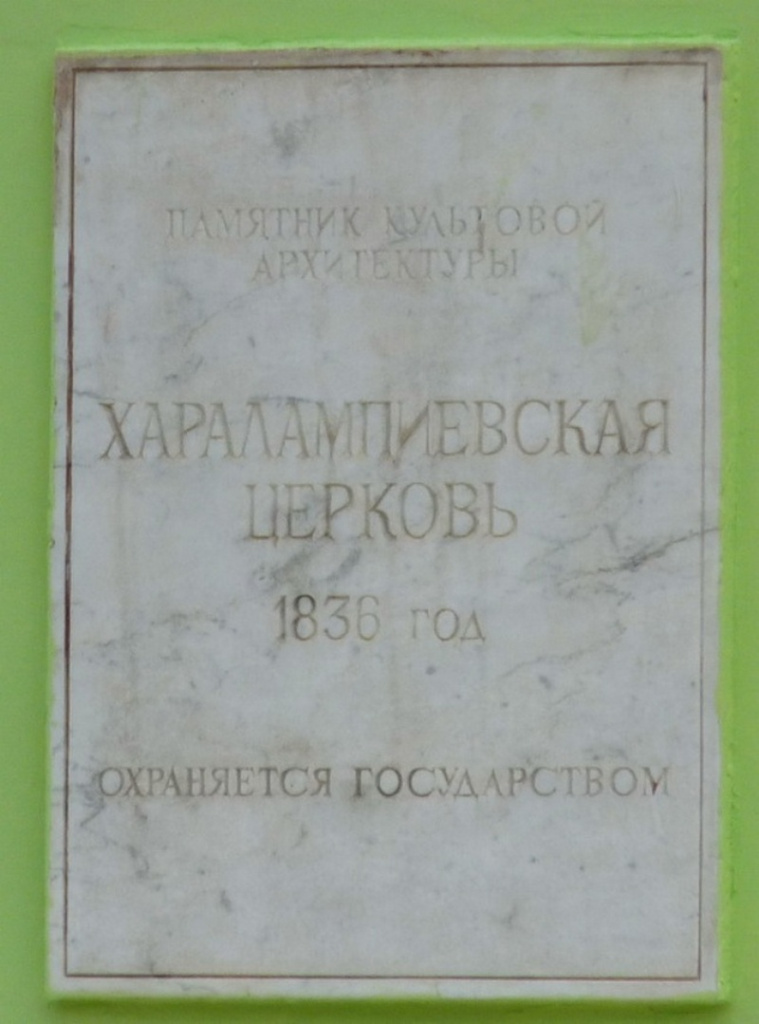 ПАМЯТНИК КУЛЬТОВОЙ
АРХИТЕКТУРЫ
ХАРАЛАМПИЕВСКАЯ
ЦЕРКОВЬ
1836 ГОД
ОХРАНЯЕТСЯ ГОСУДАРСТВОМ